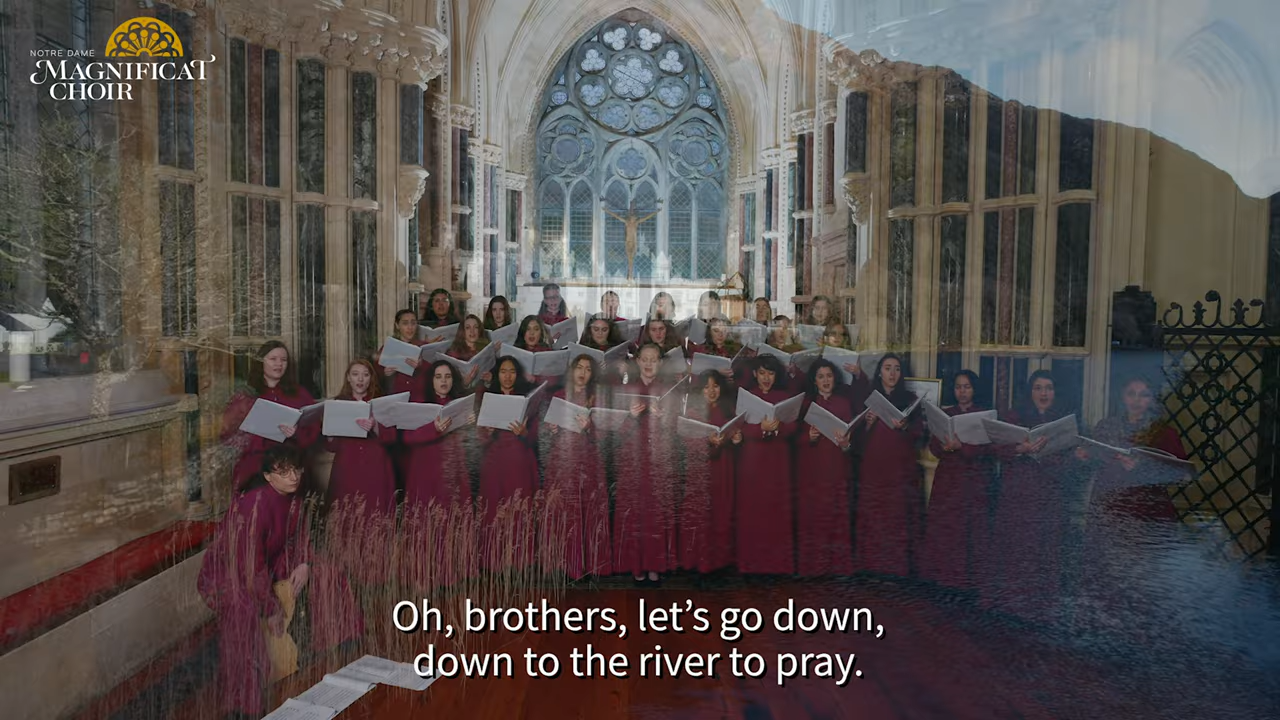 NOTRE DAME
MAGNIFICAT
CHOIR
Oh, brothers, let’s go down,
down to the river to pray.